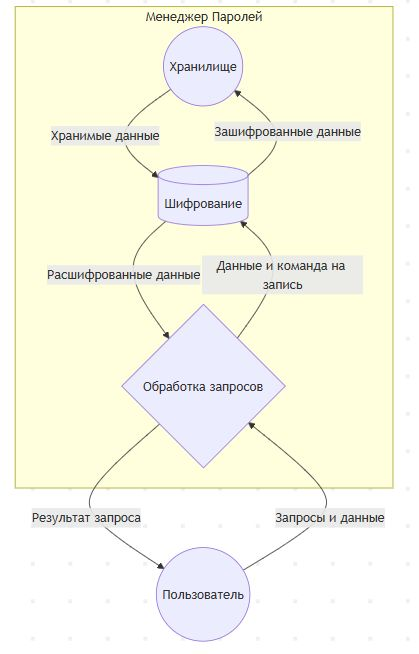 Менеджер Паролей
Хранилище
Хранимые данные
Зашифрованные данные
Шифрование
Расшифрованные данные
Данные и команда на
запись
Обработка запросов
Результат запроса
Запросы и данные
Пользователь